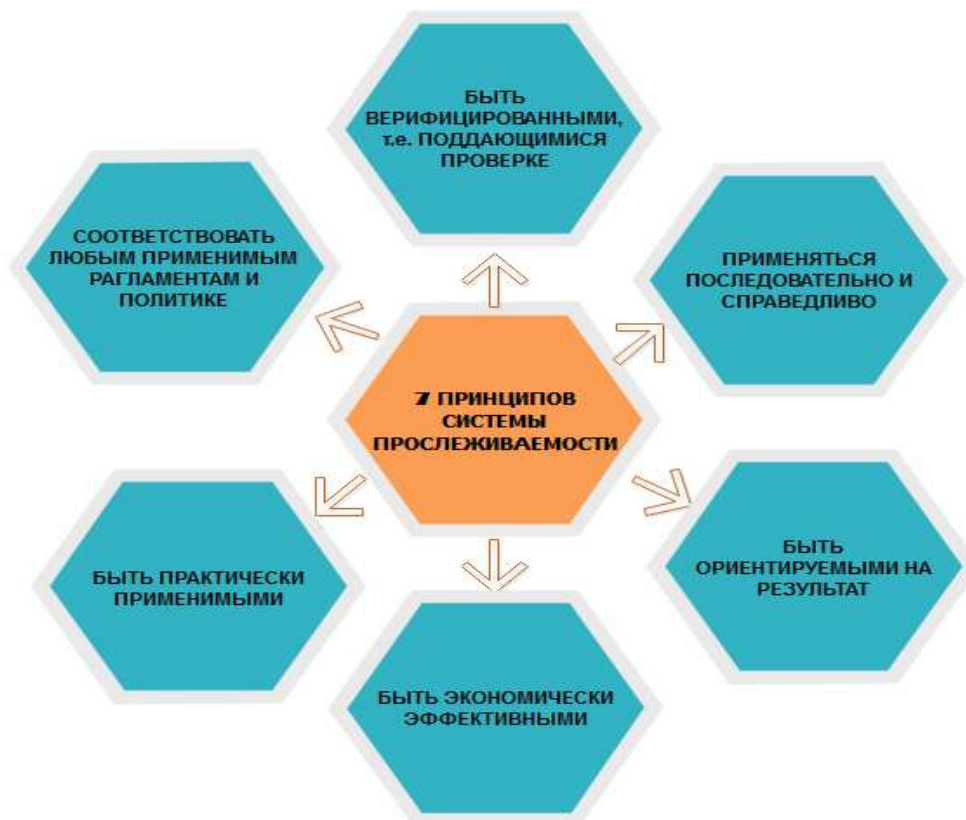 БЫТЬ
ВЕРИФИЦИРОВАННЫМИ,
т.е. ПОДДАЮЩИМИСЯ
ПРОВЕРКЕ
СООТВЕТСТВОВАТЬ
ЛЮБЫМ ПРИМЕНИМЫМ
РАГЛАМЕНТАМ И
ПОЛИТИКЕ
ПРИМЕНЯТЬСЯ
ПОСЛЕДОВАТЕЛЬНО И
СПРАВЕДЛИВО
7 ПРИНЦИПОВ
СИСТЕМЫ
ПРОСЛЕЖИВАЕМОСТИ
БЫТЬ ПРАКТИЧЕСКИ
ПРИМЕНИМЫМИ
БЫТЬ
ОРИЕНТИРУЕМЫМИ НА
РЕЗУЛЬТАТ
БЫТЬ ЭКОНОМИЧЕСКИ
ЭФФЕКТИВНЫМИ